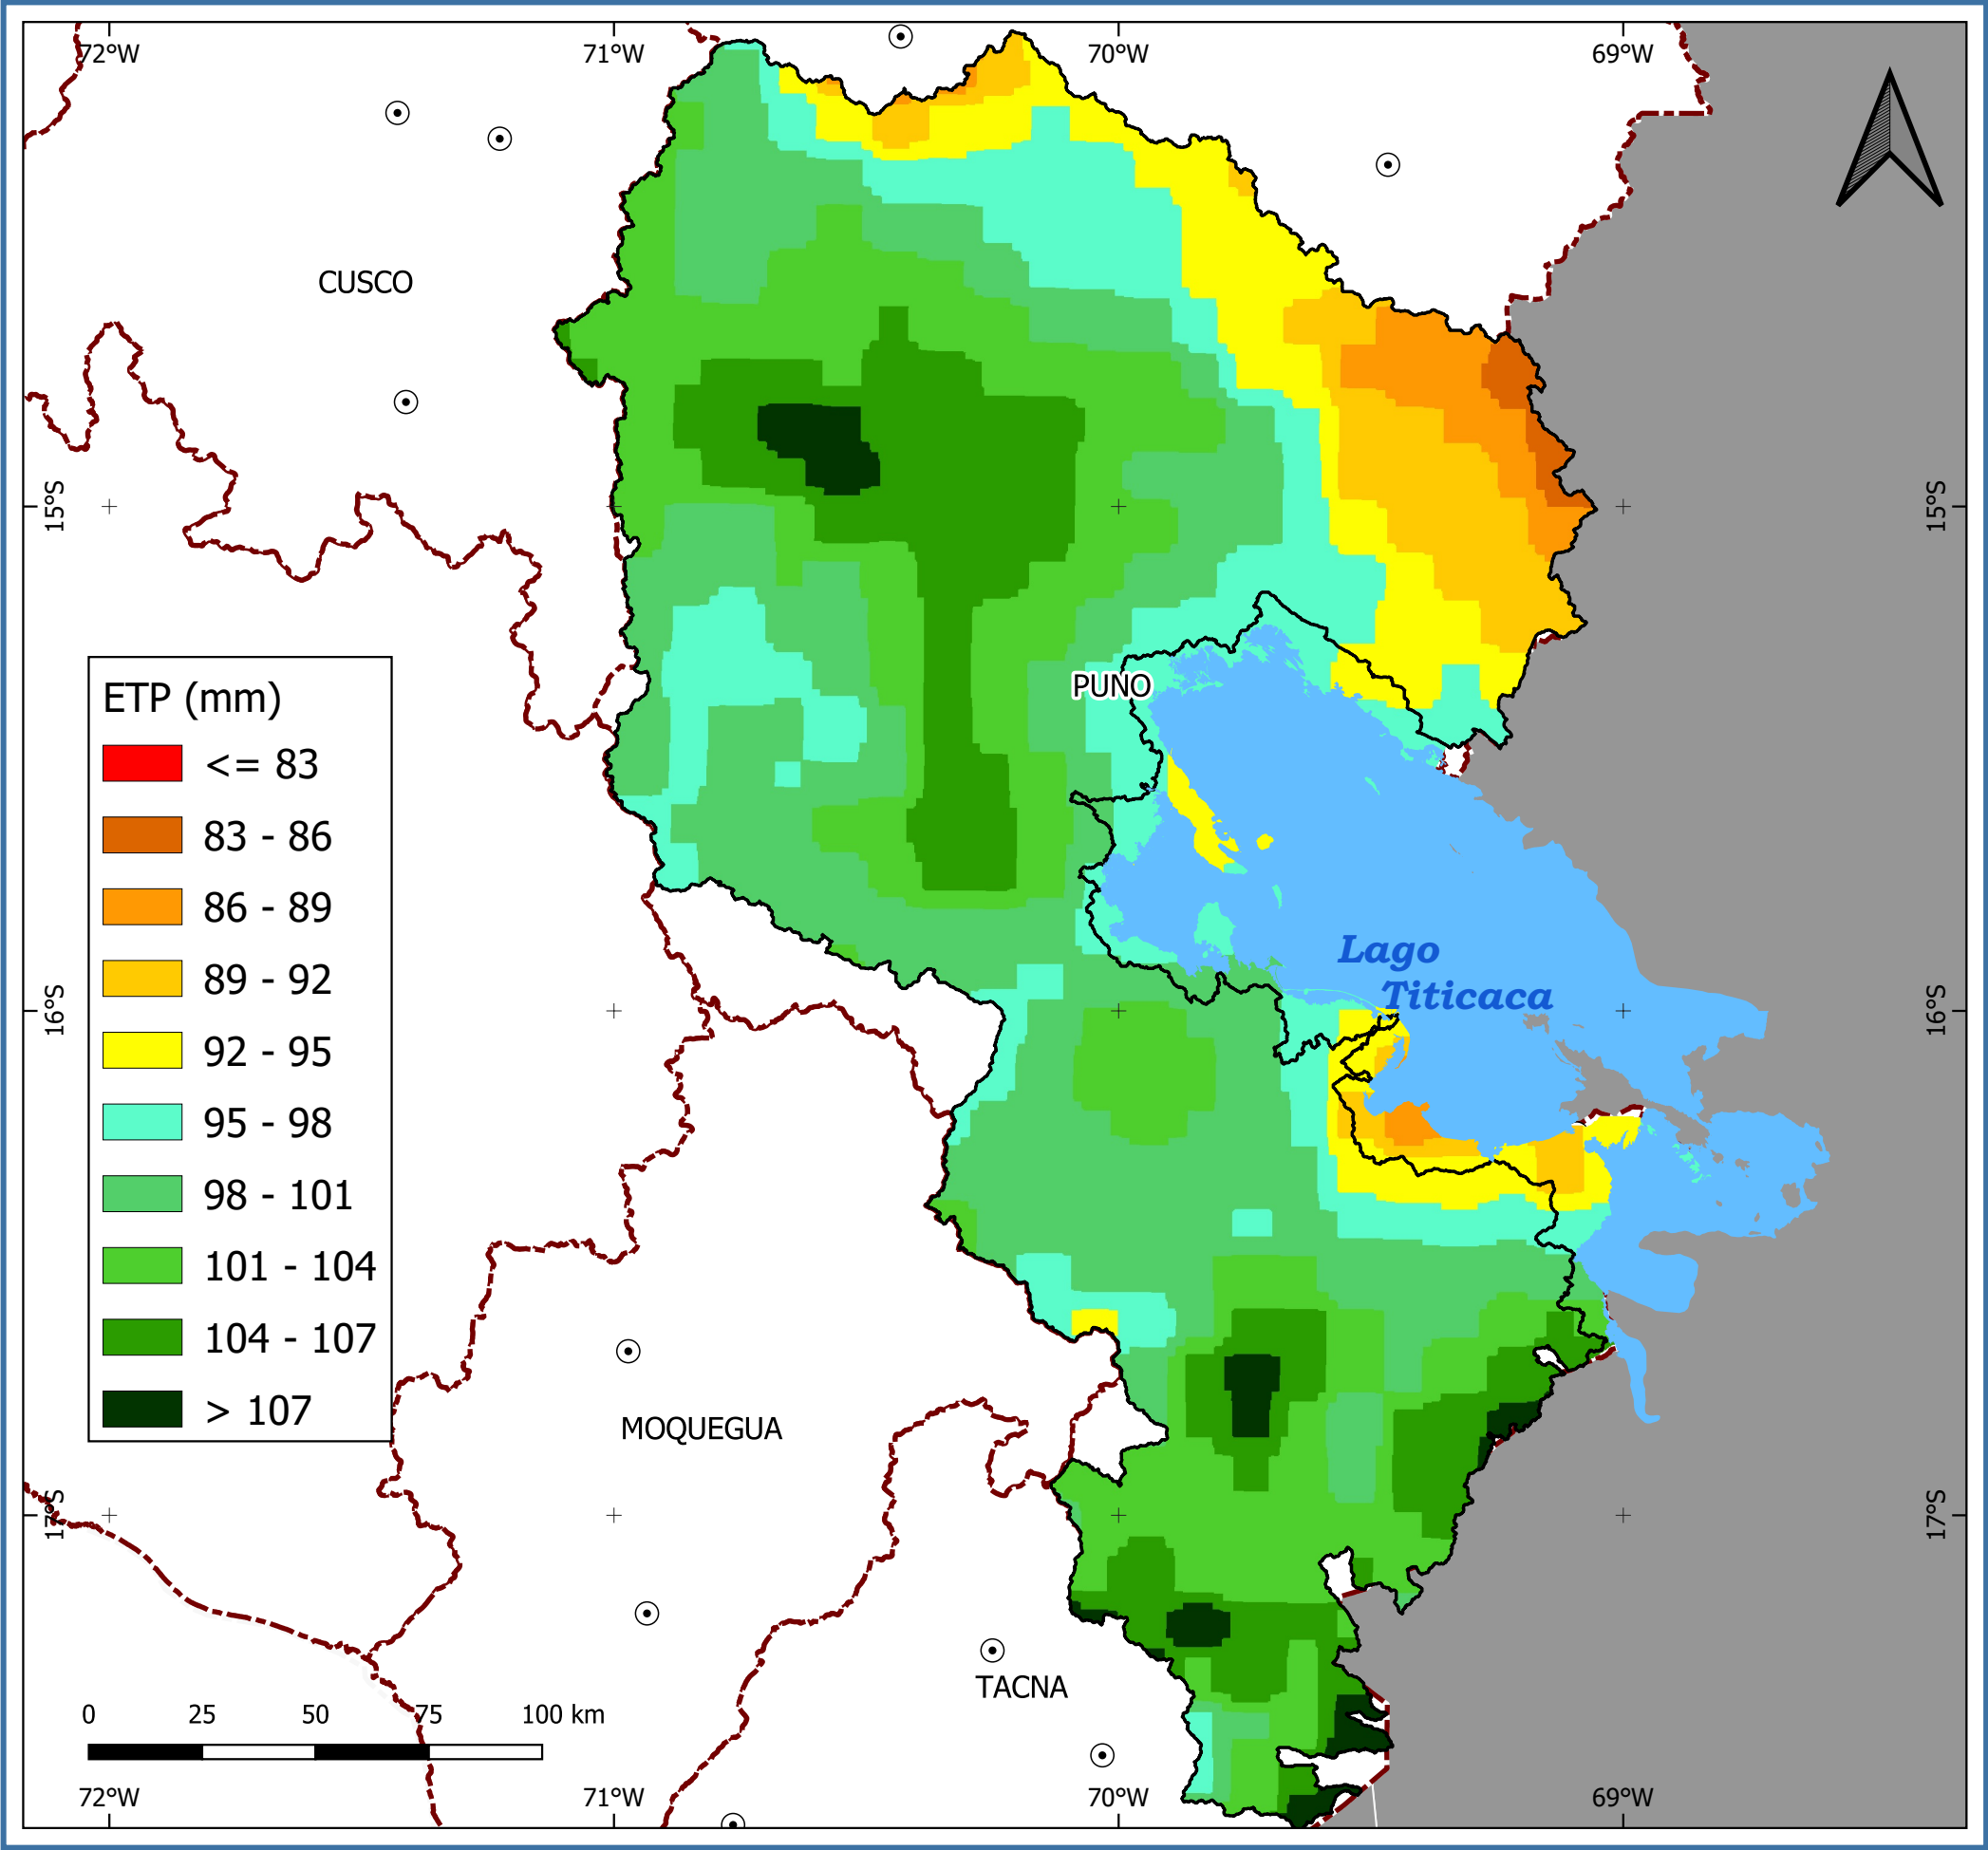 72°W
71°W
70°W
69°W
CUSCO
15°S
15°S
PUNO
ETP (mm)
<= 83
83 - 86
86 - 89
89 - 92
92 - 95
95 - 98
98 - 101
101 - 104
104 - 107
> 107
Lago
Titicaca
16°S
16°S
MOQUEGUA
17°S
17°S
TACNA
0 25 50 75 100 km
72°W
71°W
70°W
69°W